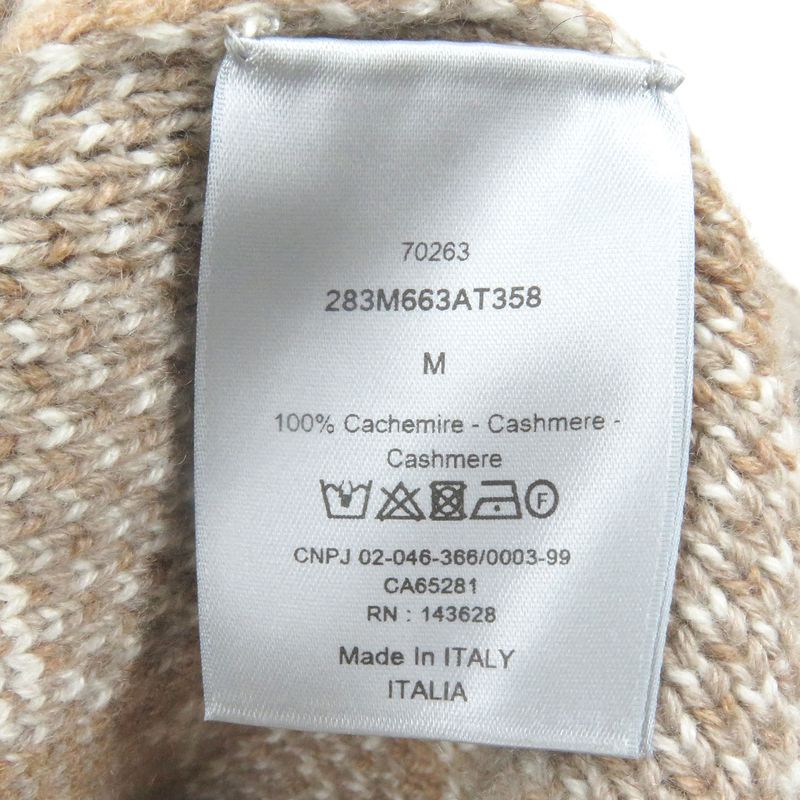 70263
283M663AT358
M
100% Cachemire - Cashmere -
Cashmere
F
CNPJ 02-046-366/0003-99
CA65281
RN : 143628
Made In ITALY
ITALIA